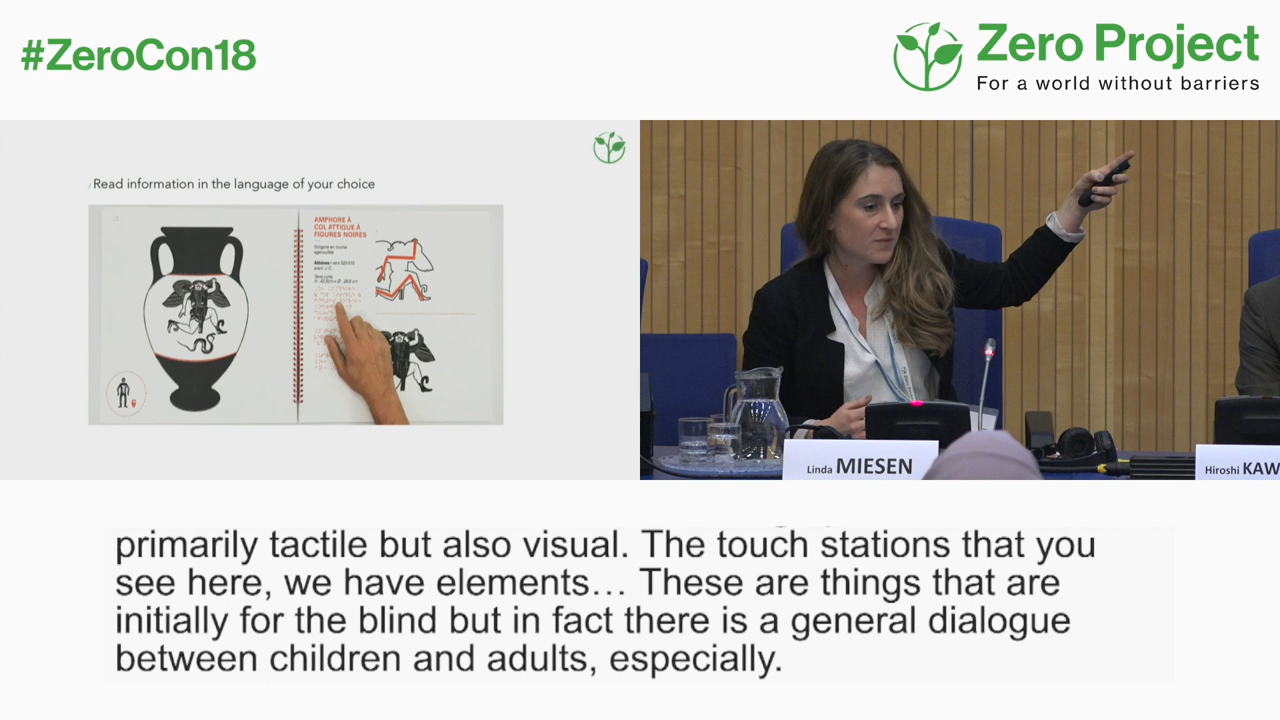 #ZeroCon18
Zero Project
For a world without barriers
Read information in the language of your choice
AMPHORE À
COL ATTIQUE À
FIGURES NOIRES
Linda MIESEN
Hiroshi KAW
primarily tactile but also visual. The touch stations that you
see here, we have elements… These are things that are
initially for the blind but in fact there is a general dialogue
between children and adults, especially.